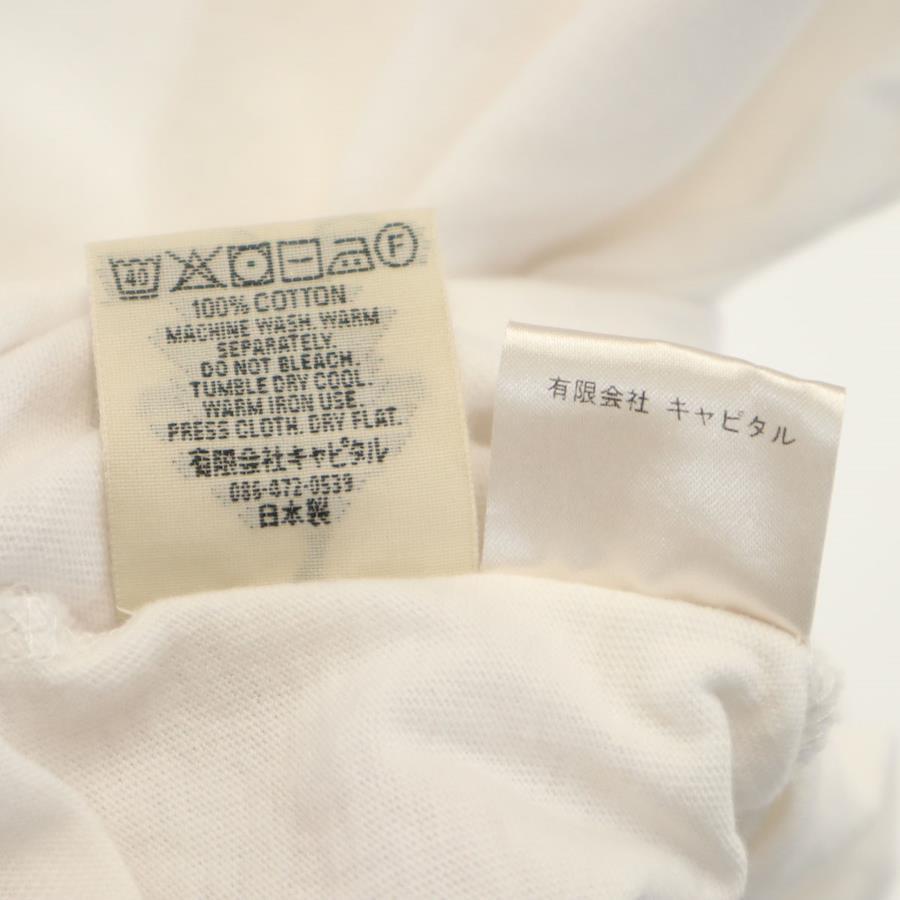 40 F
100% COTTON
MACHINE WASH. WARM
SEPARATELY.
DO NOT BLEACH.
TUMBLE DRY COOL.
WARM IRON USE.
PRESS CLOTH. DRY FLAT.
有限会社キャピタル
086-472-0539
日本製
有限会社 キャピタル